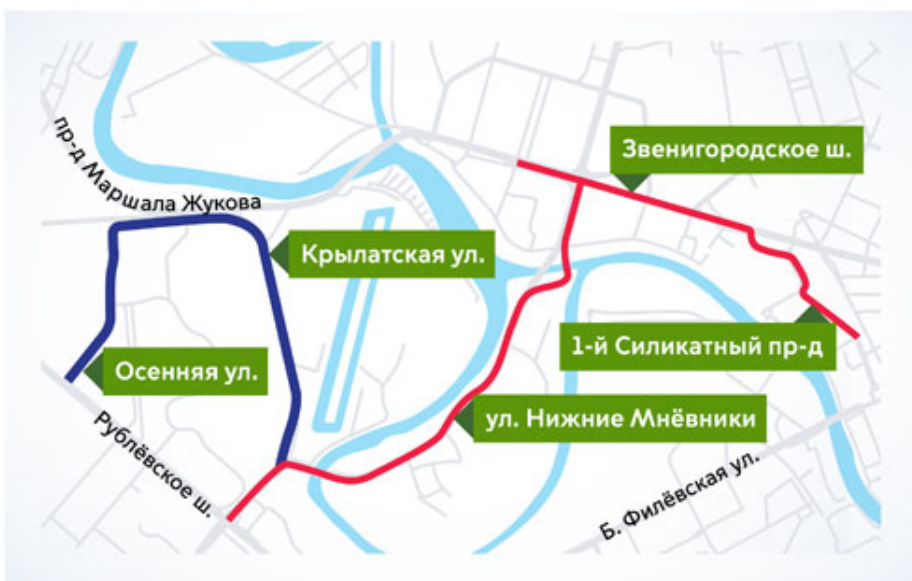 Звенигородское ш.
пр-д Маршала Жукова
Крылатская ул.
1-й Силикатный пр-д
Осенняя ул.
ул. Нижние Мнёвники
Рублёвское ш.
Б. Филёвская ул.